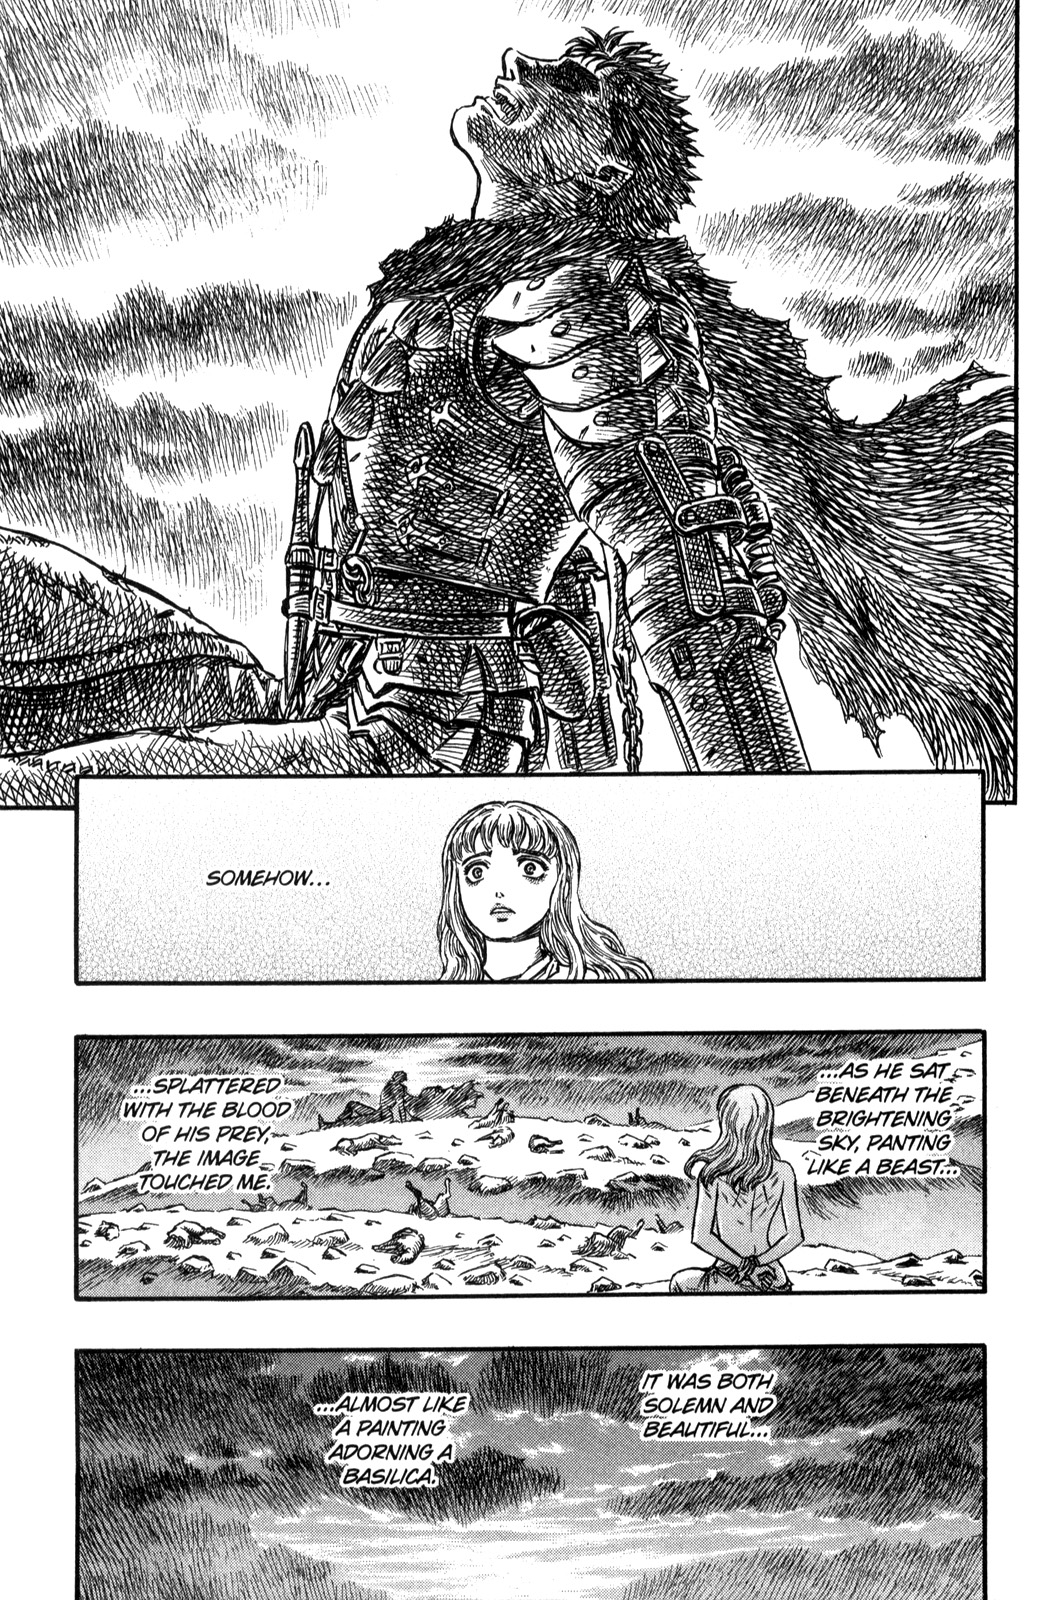 SOMEHOW...
...AS HE SAT
BENEATH THE
BRIGHTENING
SKY, PANTING
LIKE A BEAST...
...SPLATTERED
WITH THE BLOOD
OF HIS PREY,
THE IMAGE
TOUCHED ME.
IT WAS BOTH
SOLEMN AND
BEAUTIFUL...
...ALMOST LIKE
A PAINTING
ADORNING A
BASILICA.